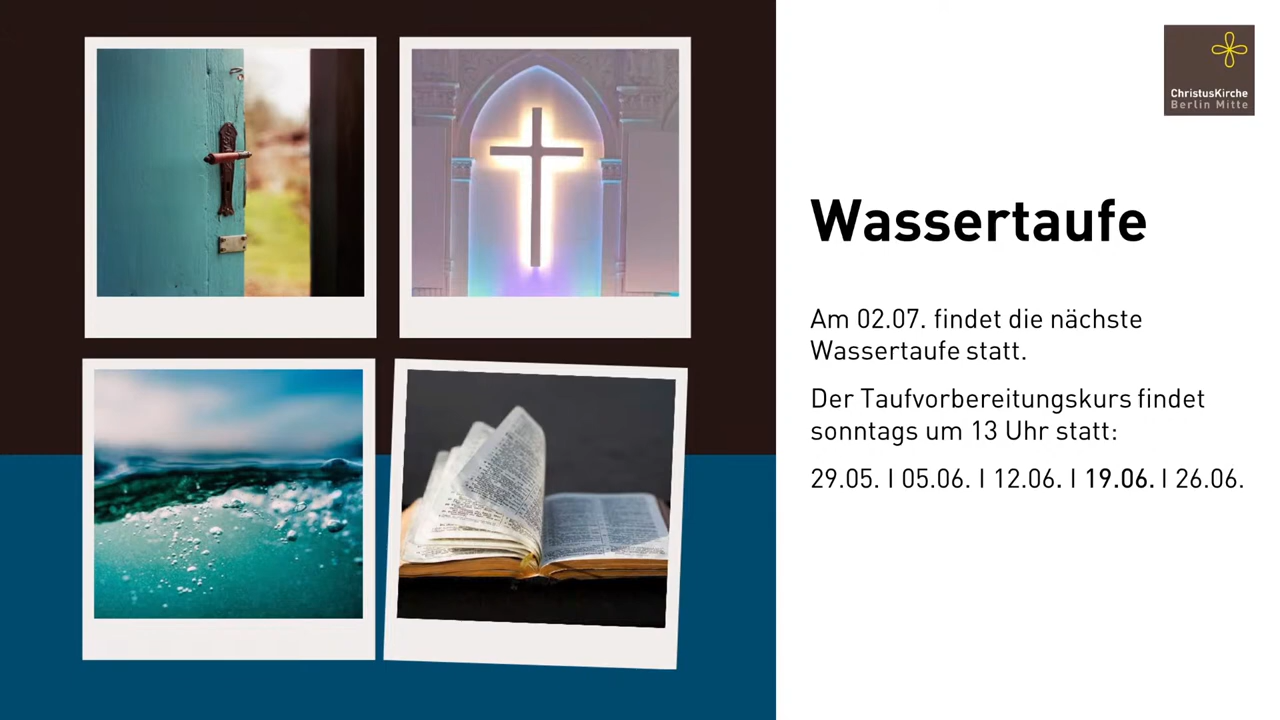 ChristusKirche
Berlin Mitte
Wassertaufe
Am 02.07. findet die nächste
Wassertaufe statt.
Der Taufvorbereitungskurs findet
sonntags um 13 Uhr statt:
29.05. I 05.06. I 12.06. I 19.06. I 26.06.